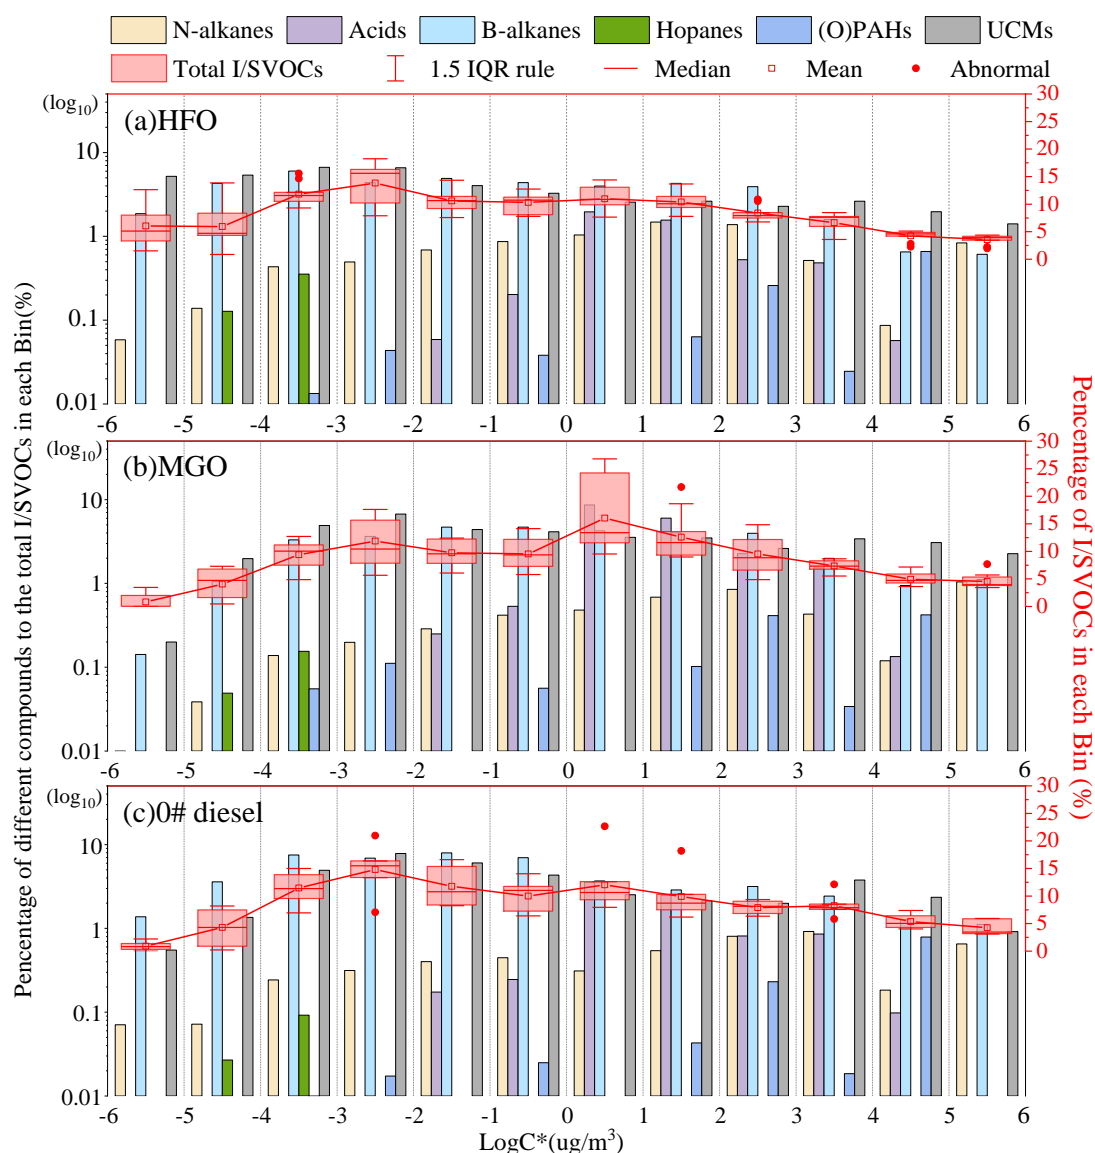 N-alkanes Acids B-alkanes Hopanes (O)PAHs UCMs
Total I/SVOCs 1.5 IQR rule Median Mean Abnormal
Pencentage of different compounds to the total I/SVOCs in each Bin(%)
(log10)
(a)HFO
10
1
0.1
0.01
30
25
20
15
10
5
0
-6 -5 -4 -3 -2 -1 0 1 2 3 4 5 6
(log10)
(b)MGO
10
1
0.1
0.01
30
25
20
15
10
5
0
-6 -5 -4 -3 -2 -1 0 1 2 3 4 5 6
(log10)
(c)0# diesel
10
1
0.1
0.01
30
25
20
15
10
5
0
-6 -5 -4 -3 -2 -1 0 1 2 3 4 5 6
LogC*(ug/m³)
Pencentage of I/SVOCs in each Bin (%)